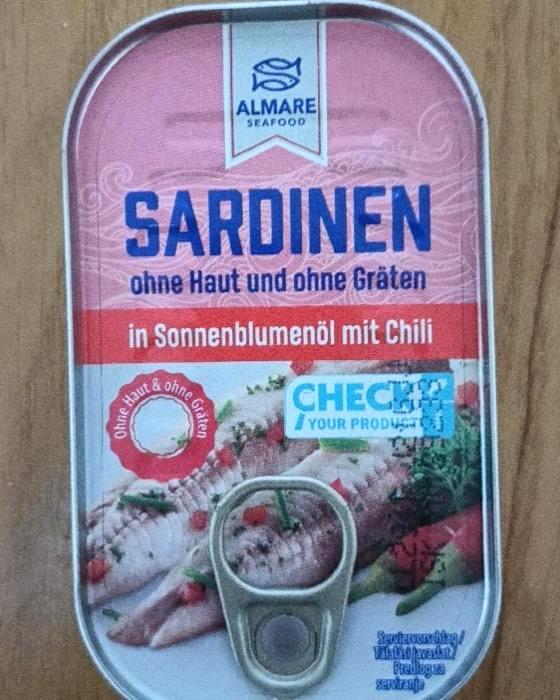 ALMARE
SEAFOOD
SARDINEN
ohne Haut und ohne Gräten
in Sonnenblumenöl mit Chili
Ohne Haut & ohne Gräten
CHECK
YOUR PRODUCT
Serviervorschlag /
Tálalási javaslat /
Predlog za
serviranje